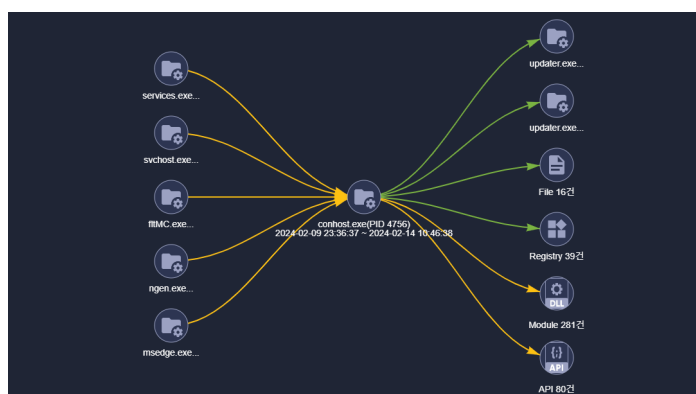 services.exe...
svchost.exe...
fltMC.exe...
ngen.exe...
msedge.exe...
conhost.exe(PID 4756)
2024-02-09 23:36:37 ~ 2024-02-14 10:46:38
updater.exe...
updater.exe...
File 16건
Registry 39건
DLL
Module 281건
{;}
API
API 80건